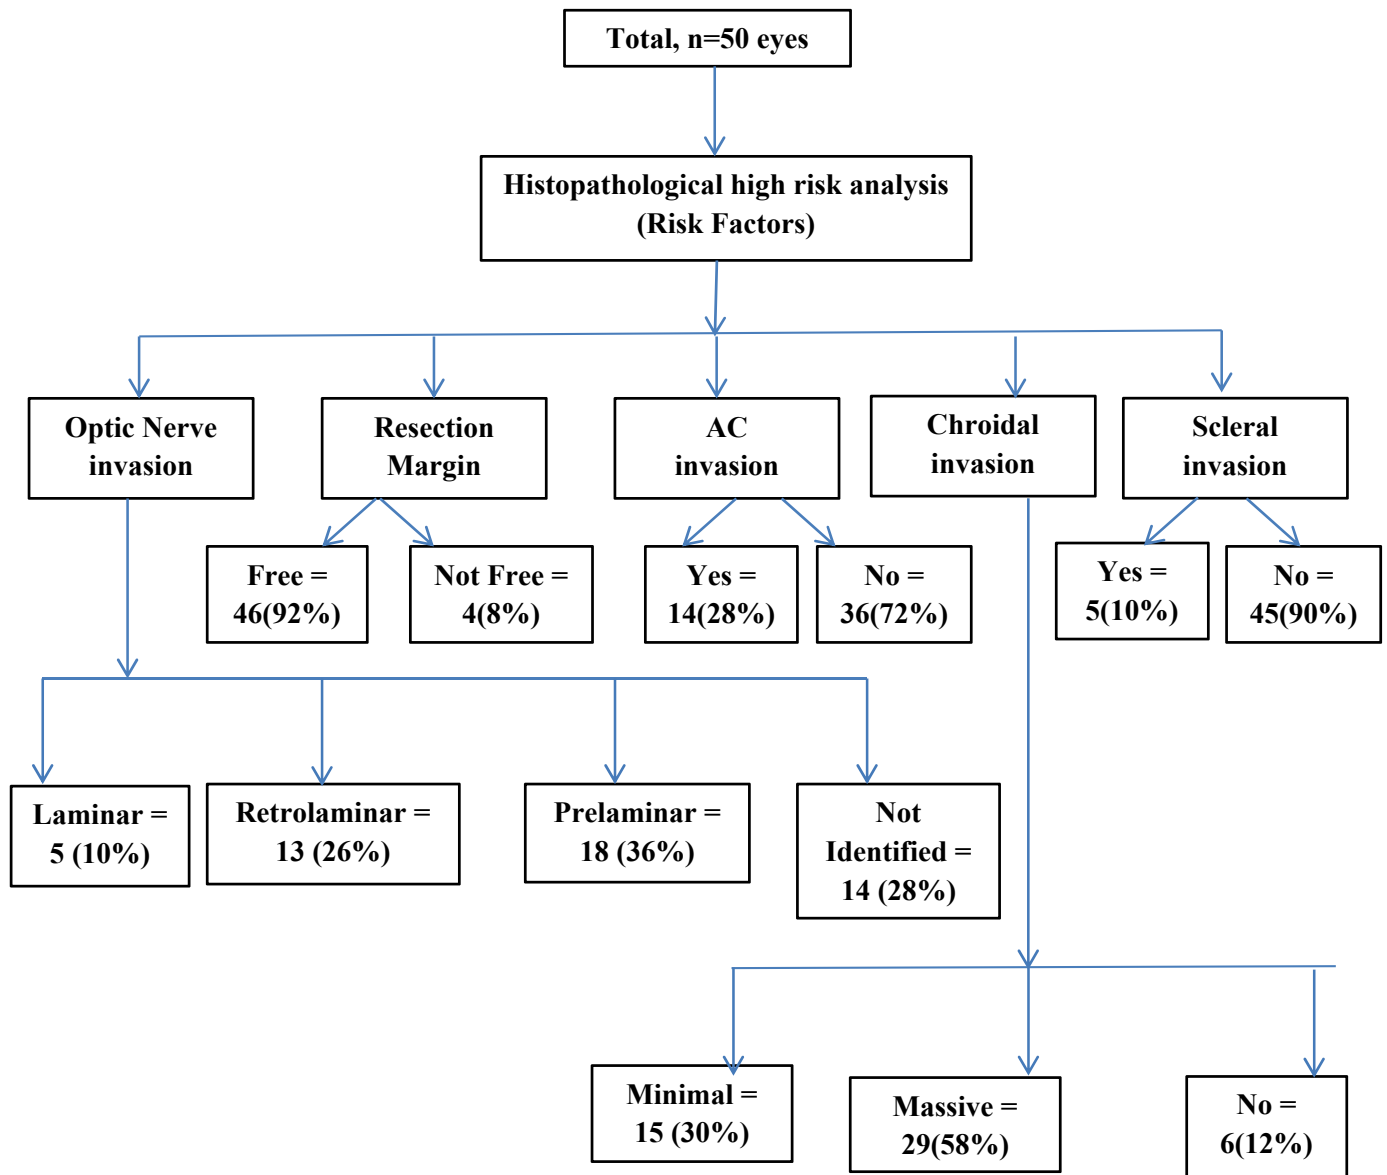 Total, n=50 eyes
Histopathological high risk analysis
(Risk Factors)
Optic Nerve
invasion
Resection
Margin
AC
invasion
Chroidal
invasion
Scleral
invasion
Free =
46(92%)
Not Free =
4(8%)
Yes =
14(28%)
No =
36(72%)
Yes =
5(10%)
No =
45(90%)
Laminar =
5 (10%)
Retrolaminar =
13 (26%)
Prelaminar =
18 (36%)
Not
Identified =
14 (28%)
Minimal =
15 (30%)
Massive =
29(58%)
No =
6(12%)